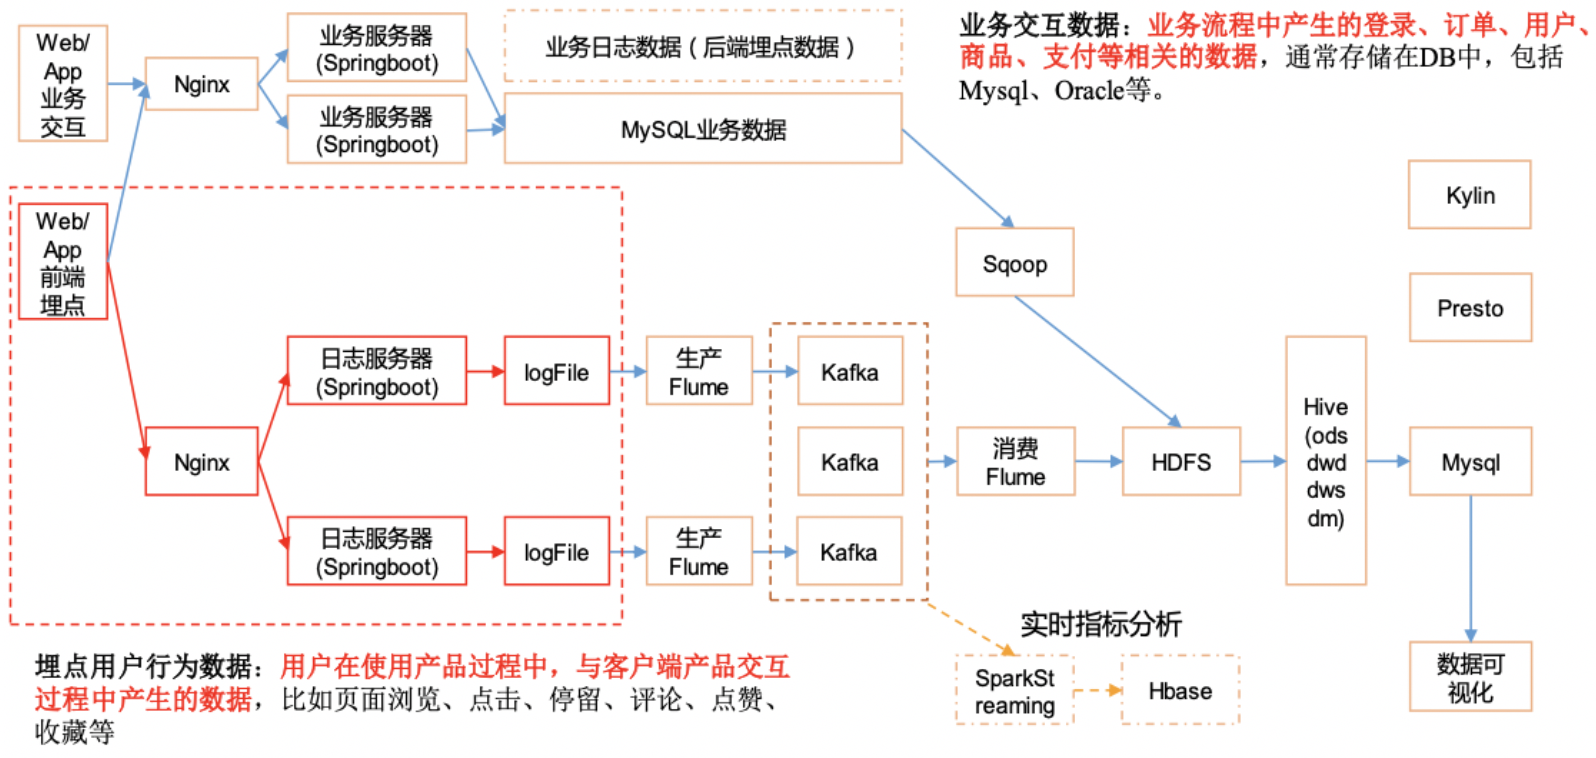 Web/
App
业务
交互
Nginx
业务服务器
(Springboot)
业务服务器
(Springboot)
业务日志数据（后端埋点数据）
MySQL业务数据
业务交互数据：业务流程中产生的登录、订单、用户、
商品、支付等相关的数据，通常存储在DB中，包括
Mysql、Oracle等。
Web/
App
前端
埋点
Nginx
日志服务器
(Springboot)
logFile
生产
Flume
Kafka
Kafka
日志服务器
(Springboot)
logFile
生产
Flume
Kafka
消费
Flume
Sqoop
HDFS
Hive
(ods
dwd
dws
dm)
Kylin
Presto
Mysql
数据可
视化
实时指标分析
SparkSt
reaming
Hbase
埋点用户行为数据：用户在使用产品过程中，与客户端产品交互
过程中产生的数据，比如页面浏览、点击、停留、评论、点赞、
收藏等